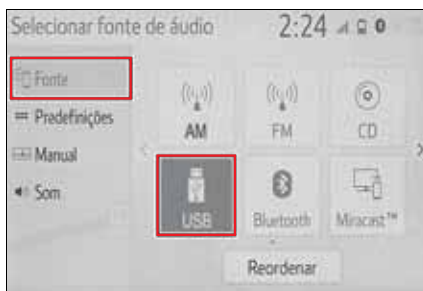 Selecionar fonte de áudio 2:24
Fonte
Predefinições
Manual
Som
AM FM CD
USB Bluetooth Miracast™
Reordenar